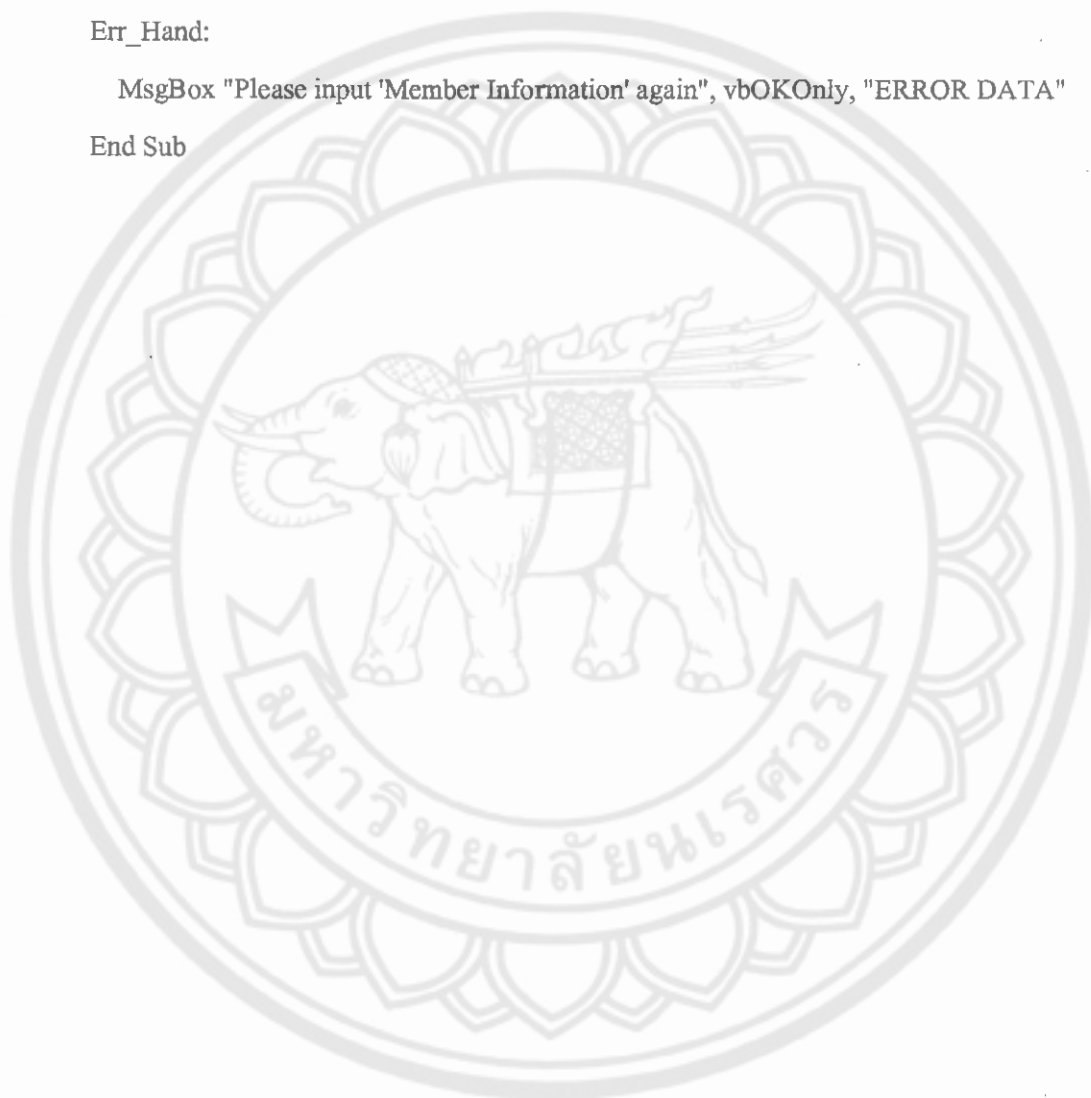 Err_Hand:
MsgBox "Please input 'Member Information' again", vbOKOnly, "ERROR DATA"
End Sub
มหาวิทยาลัยนเรศวร